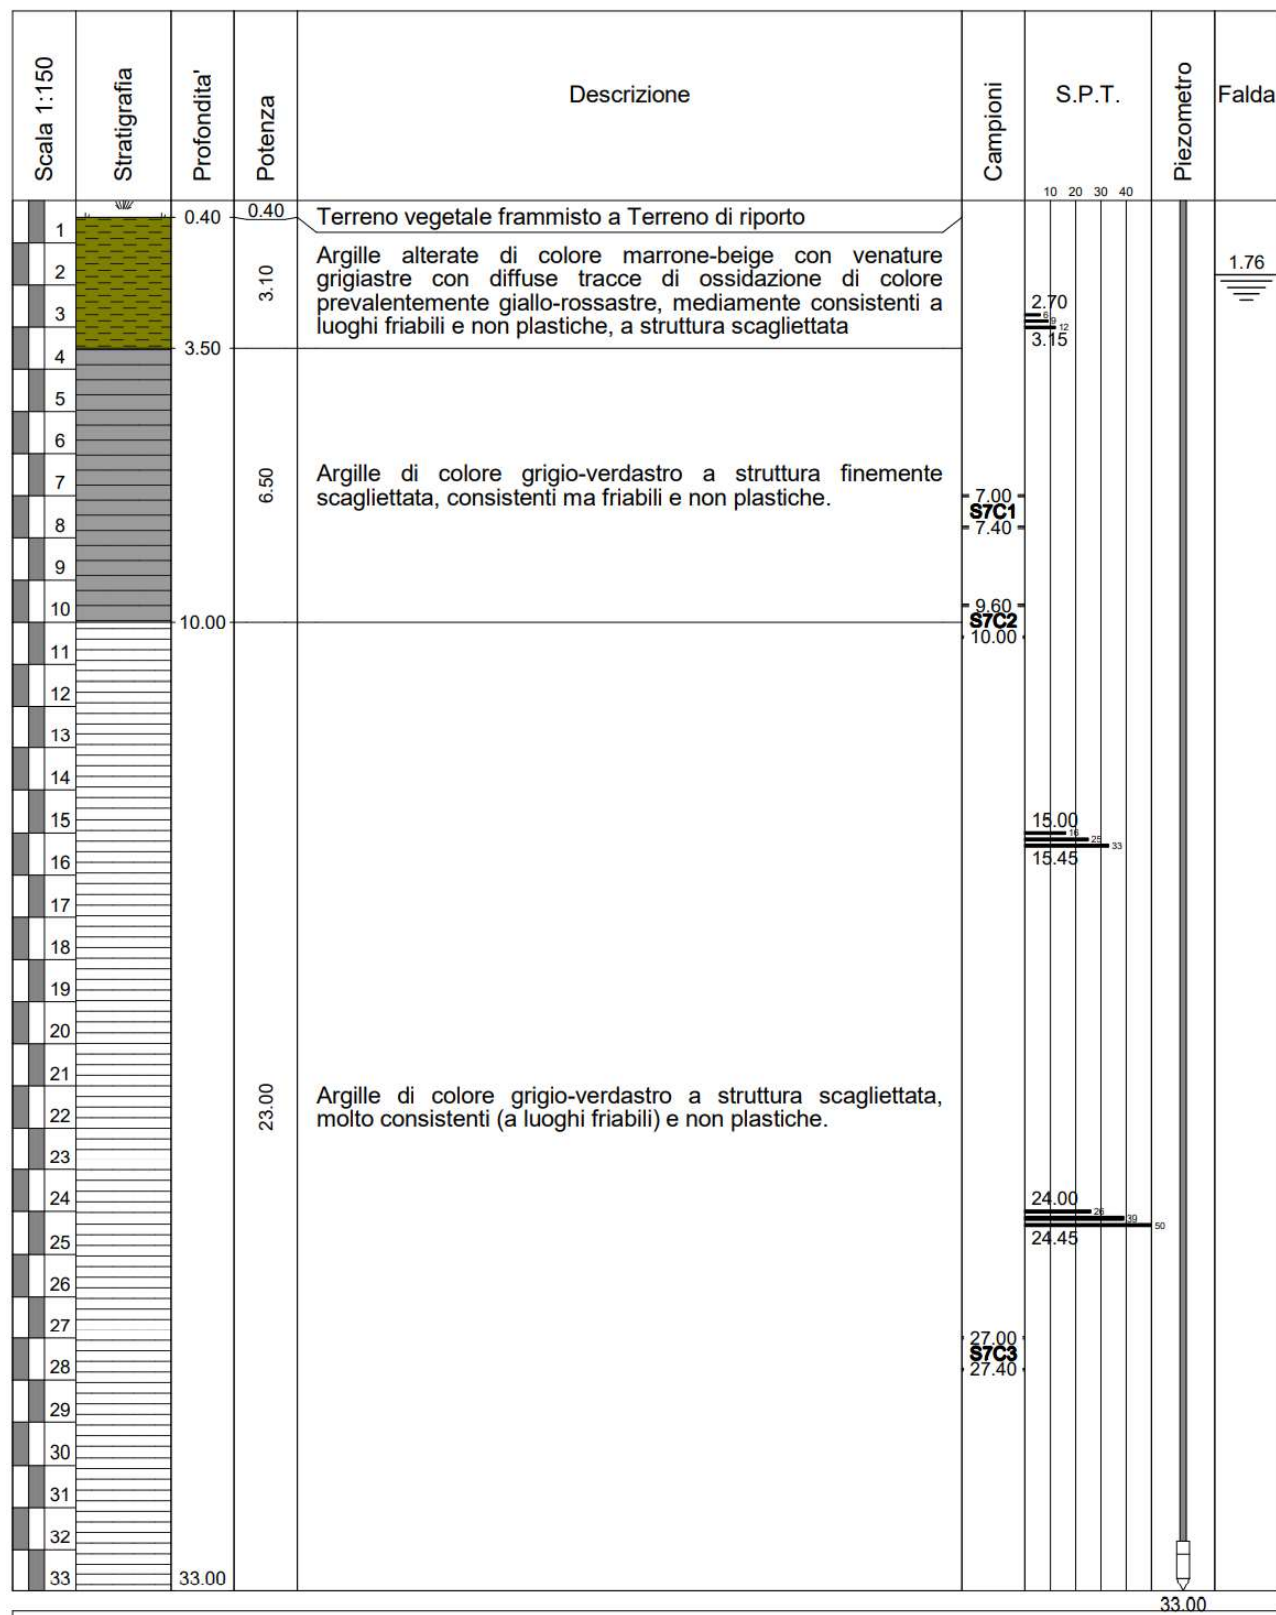 Scala 1:150
Stratigrafia
Profondita'
Potenza
Descrizione
Campioni
S.P.T.
Piezometro
Falda
10 20 30 40
0.40
0.40
Terreno vegetale frammisto a Terreno di riporto
1
2
3
4
5
6
7
8
9
10
11
12
13
14
15
16
17
18
19
20
21
22
23
24
25
26
27
28
29
30
31
32
33
3.10
Argille alterate di colore marrone-beige con venature
grigiastre con diffuse tracce di ossidazione di colore
prevalentemente giallo-rossastre, mediamente consistenti a
luoghi friabili e non plastiche, a struttura scagliettata
1.76
2.70
6
9
12
3.15
3.50
6.50
Argille di colore grigio-verdastro a struttura finemente
scagliettata, consistenti ma friabili e non plastiche.
7.00
S7C1
7.40
9.60
S7C2
10.00
10.00
15.00
16
25
33
15.45
23.00
Argille di colore grigio-verdastro a struttura scagliettata,
molto consistenti (a luoghi friabili) e non plastiche.
24.00
26
39
50
24.45
27.00
S7C3
27.40
33.00
33.00